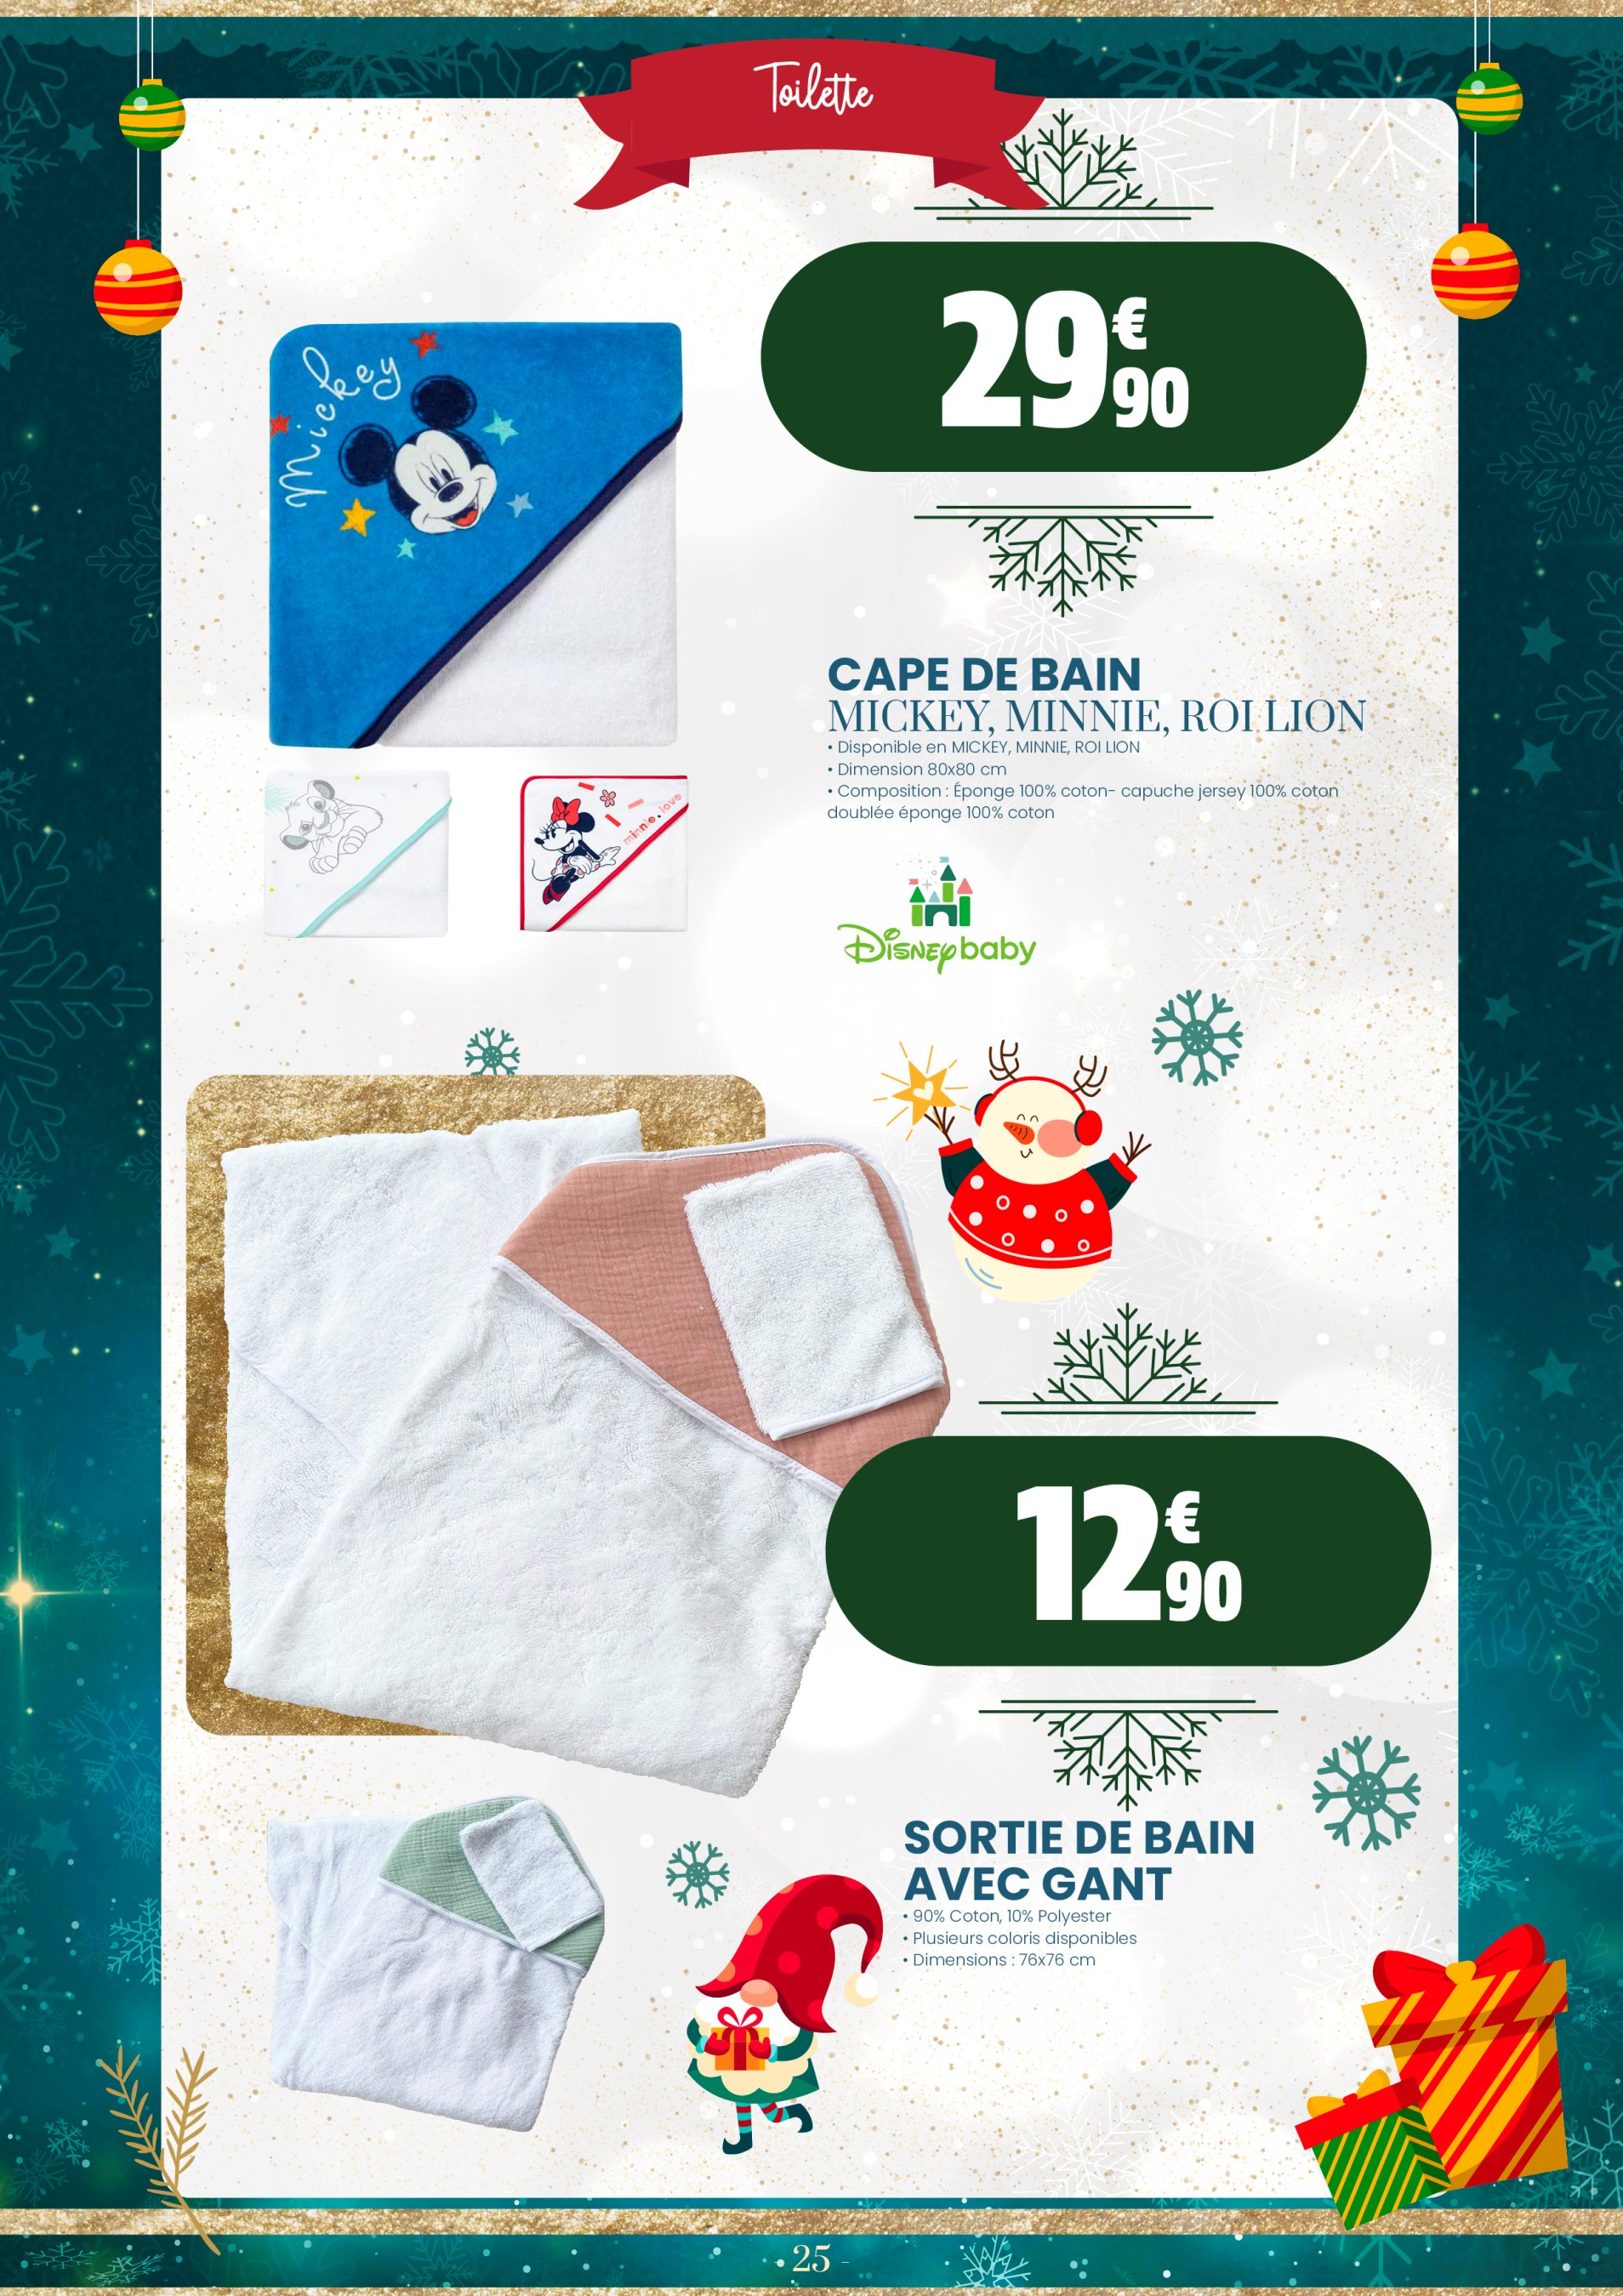 Toilette
29€90
Mickey
CAPE DE BAIN
MICKEY, MINNIE, ROI LION
• Disponible en MICKEY, MINNIE, ROI LION
• Dimension 80x80 cm
• Composition : Éponge 100% coton- capuche jersey 100% coton
doublée éponge 100% coton
minnie.love
Disney baby
12€90
SORTIE DE BAIN
AVEC GANT
• 90% Coton, 10% Polyester
• Plusieurs coloris disponibles
• Dimensions : 76x76 cm
- 25 -